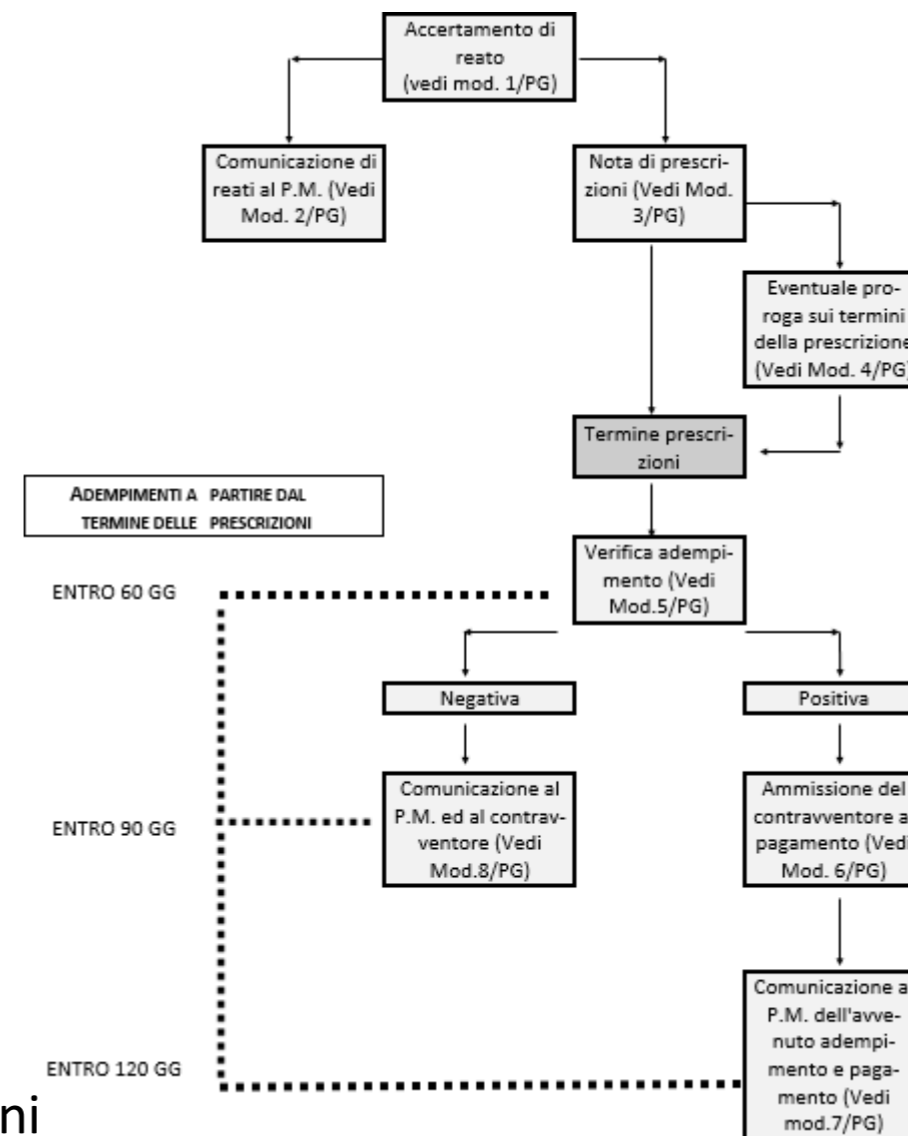 Accertamento di
reato
(vedi mod. 1/PG)
Comunicazione di
reati al P.M. (Vedi
Mod. 2/PG)
Nota di prescri-
zioni (Vedi Mod.
3/PG)
Eventuale pro-
roga sui termini
della prescrizione
(Vedi Mod. 4/PG)
Termine prescri-
zioni
ADEMPIMENTI A PARTIRE DAL
TERMINE DELLE PRESCRIZIONI
Verifica adempi-
mento (Vedi
Mod.5/PG)
ENTRO 60 GG
Negativa
Positiva
Comunicazione al
P.M. ed al contrav-
ventore (Vedi
Mod.8/PG)
Ammissione del
contravventore a
pagamento (Vedi
Mod. 6/PG)
ENTRO 90 GG
Comunicazione a
P.M. dell'avve-
nuto adempi-
mento e paga-
mento (Vedi
mod.7/PG)
ENTRO 120 GG
ni